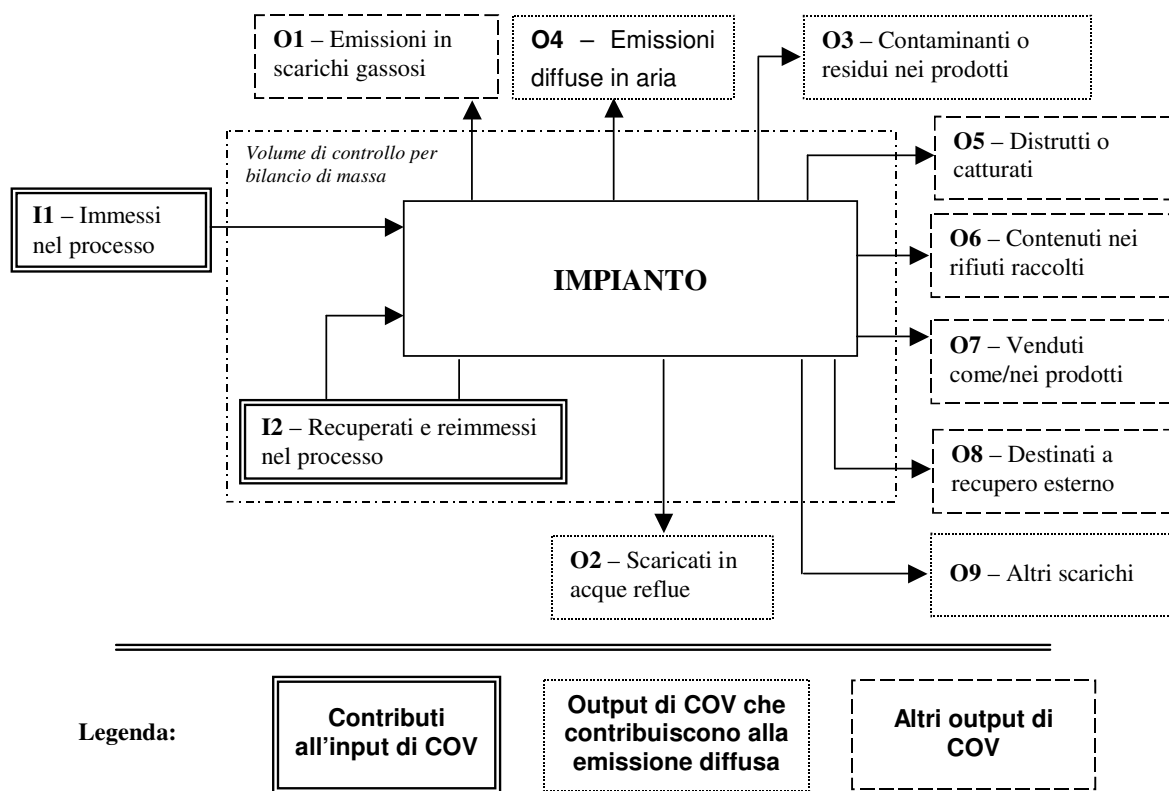 O1 – Emissioni in
scarichi gassosi
O4 – Emissioni
diffuse in aria
O3 – Contaminanti o
residui nei prodotti
Volume di controllo per
bilancio di massa
O5 – Distrutti o
catturati
I1 – Immessi
nel processo
O6 – Contenuti nei
rifiuti raccolti
IMPIANTO
O7 – Venduti
come/nei prodotti
I2 – Recuperati e reimmessi
nel processo
O8 – Destinati a
recupero esterno
O2 – Scaricati in
acque reflue
O9 – Altri scarichi
Legenda:
Contributi
all'input di COV
Output di COV che
contribuiscono alla
emissione diffusa
Altri output di
COV